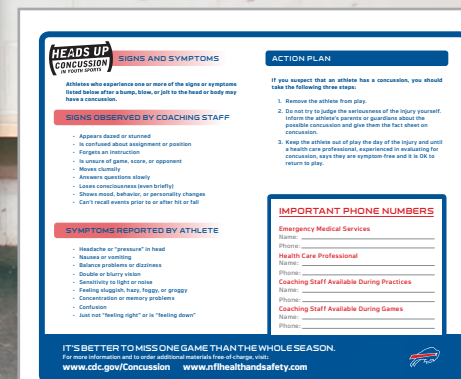 HEADS UP
CONCUSSION
IN YOUTH SPORTS
SIGNS AND SYMPTOMS
Athletes who experience one or more of the signs or symptoms
listed below after a bump, blow, or jolt to the head or body may
have a concussion.
SIGNS OBSERVED BY COACHING STAFF
- Appears dazed or stunned
- Is confused about assignment or position
- Forgets an instruction
- Is unsure of game, score, or opponent
- Moves clumsily
- Answers questions slowly
- Loses consciousness (even briefly)
- Shows mood, behavior, or personality changes
- Can't recall events prior to or after hit or fall
SYMPTOMS REPORTED BY ATHLETE
- Headache or "pressure" in head
- Nausea or vomiting
- Balance problems or dizziness
- Double or blurry vision
- Sensitivity to light or noise
- Feeling sluggish, hazy, foggy, or groggy
- Concentration or memory problems
- Confusion
- Just not "feeling right" or is "feeling down"
ACTION PLAN
If you suspect that an athlete has a concussion, you should
take the following three steps:
1. Remove the athlete from play.
2. Do not try to judge the seriousness of the injury yourself.
Inform the athlete's parents or guardians about the
possible concussion and give them the fact sheet on
concussion.
3. Keep the athlete out of play the day of the injury and until
a health care professional, experienced in evaluating for
concussion, says they are symptom-free and it is OK to
return to play.
IMPORTANT PHONE NUMBERS
Emergency Medical Services
Name:
Phone:
Health Care Professional
Name:
Phone:
Coaching Staff Available During Practices
Name:
Phone:
Coaching Staff Available During Games
Name:
Phone:
IT'S BETTER TO MISS ONE GAME THAN THE WHOLE SEASON.
For more information and to order additional materials free-of-charge, visit:
www.cdc.gov/Concussion www.nflhealthandsafety.com